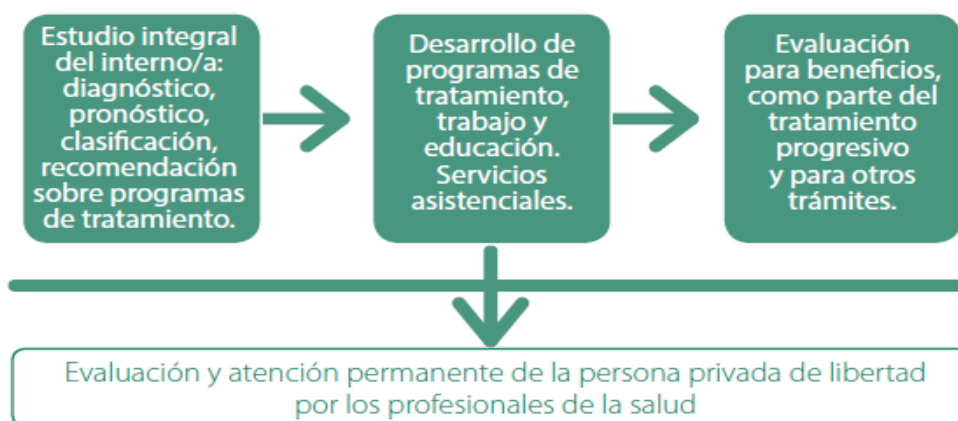 Estudio integral
del interno/a:
diagnóstico,
pronóstico,
clasificación,
recomendación
sobre programas
de tratamiento.
Desarrollo de
programas de
tratamiento,
trabajo y
educación.
Servicios
asistenciales.
Evaluación
para beneficios,
como parte del
tratamiento
progresivo
y para otros
trámites.
Evaluación y atención permanente de la persona privada de libertad
por los profesionales de la salud